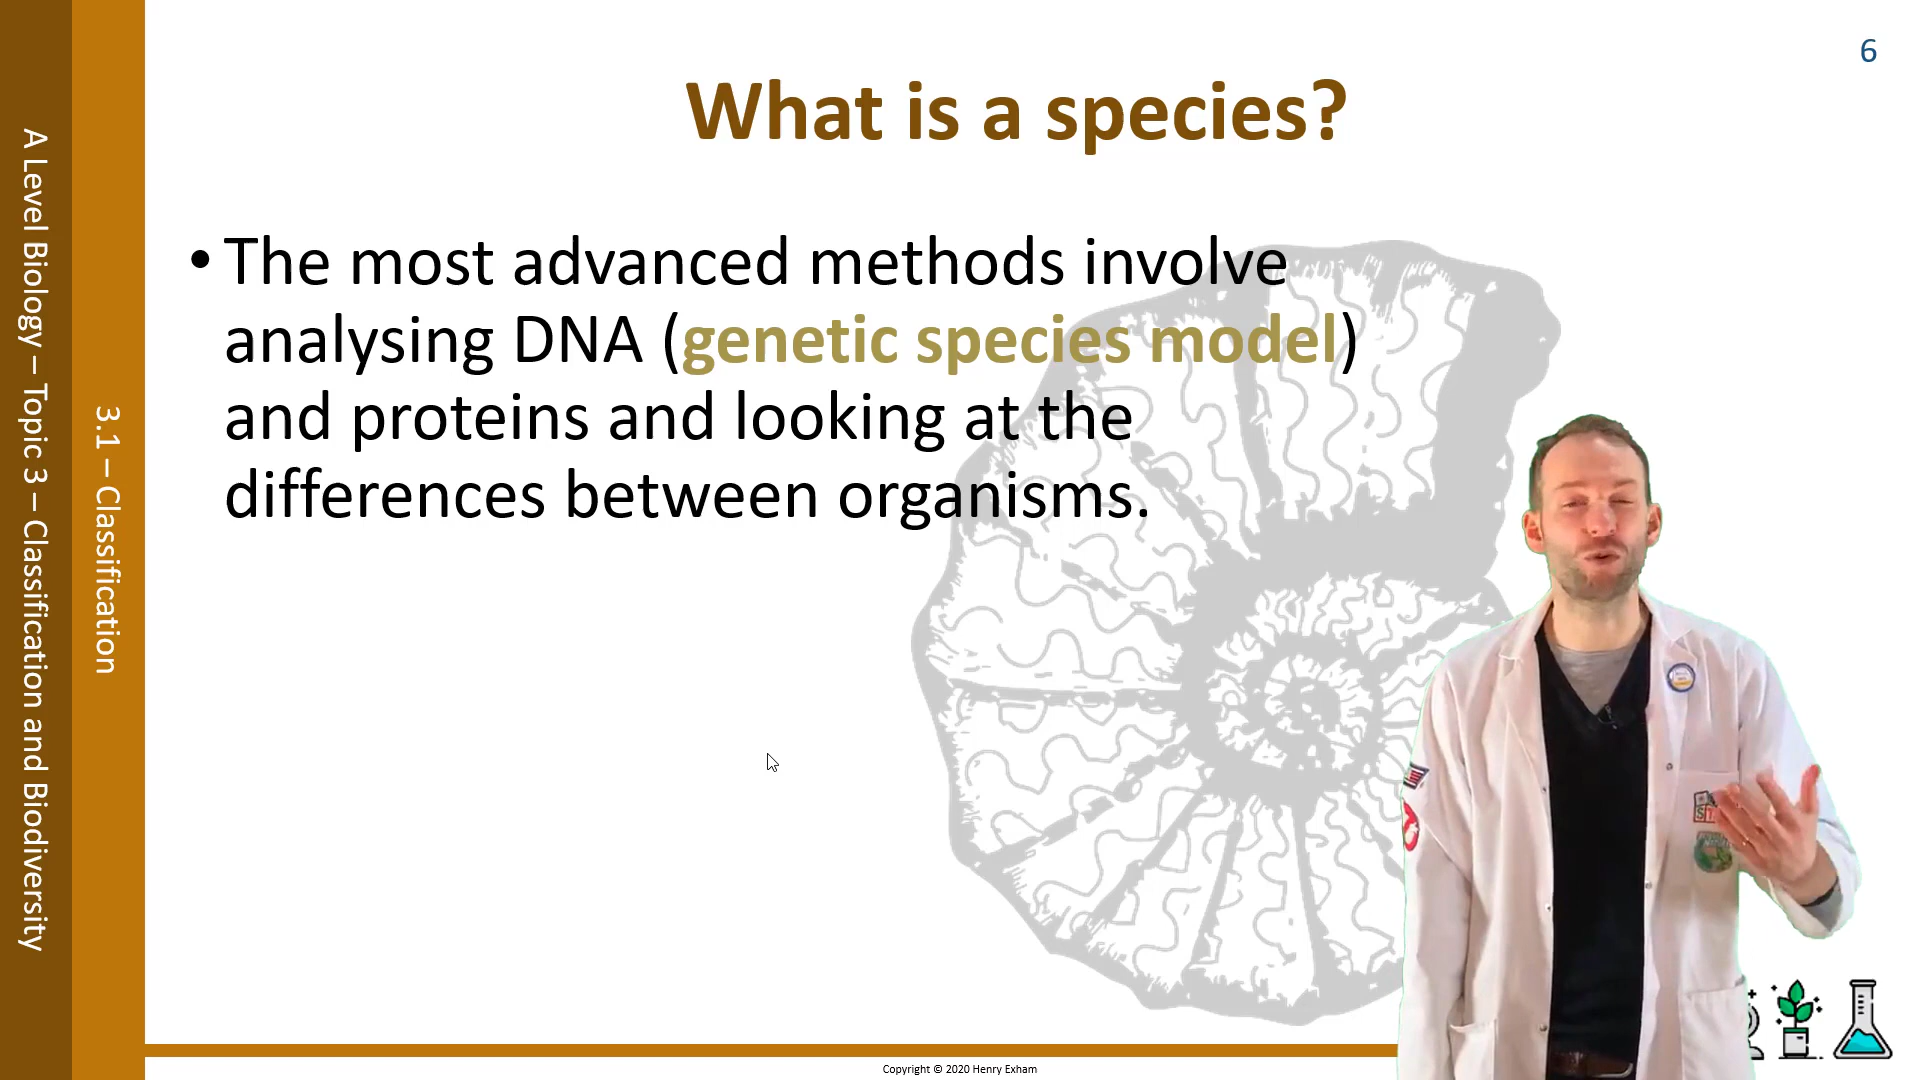 6
What is a species?
• The most advanced methods involve
analysing DNA (genetic species model)
and proteins and looking at the
differences between organisms.
A Level Biology – Topic 3 – Classification and Biodiversity
3.1 – Classification
Copyright © 2020 Henry Exham